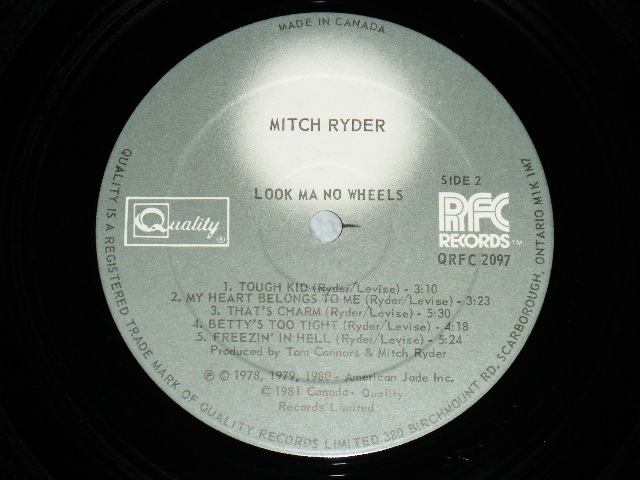 MADE IN CANADA
MITCH RYDER
LOOK MA NO WHEELS
SIDE 2
Quality ®
RFC
RECORDS™
QRFC 2097
1. TOUGH KID (Ryder/Levise) - 3:10
2. MY HEART BELONGS TO ME (Ryder/Levise) - 3:23
3. THAT'S CHARM (Ryder/Levise) - 5:30
4. BETTY'S TOO TIGHT (Ryder/Levise) - 4:18
5. FREEZIN' IN HELL (Ryder/Levise) - 5:24
Produced by Tom Connors & Mitch Ryder
℗ © 1978, 1979, 1980 - American Jade Inc.
© 1981 Canada - Quality
Records Limited
QUALITY IS A REGISTERED TRADE MARK OF QUALITY RECORDS LIMITED 380 BIRCHMOUNT RD. SCARBOROUGH, ONTARIO M1K 1M7